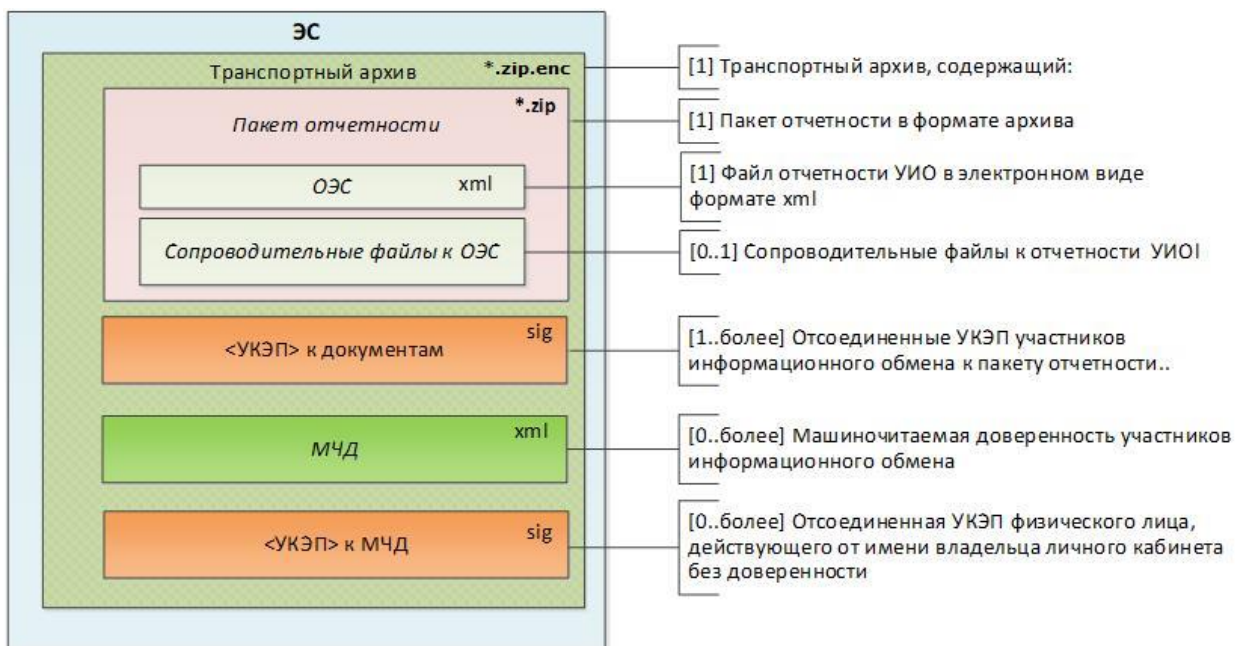 ЭС
Транспортный архив *.zip.enc
[1] Транспортный архив, содержащий:
*.zip
Пакет отчетности
[1] Пакет отчетности в формате архива
ОЭС xml
[1] Файл отчетности УИО в электронном виде
формате xml
Сопроводительные файлы к ОЭС
[0..1] Сопроводительные файлы к отчетности УИОI
<УКЭП> к документам sig
[1..более] Отсоединенные УКЭП участников
информационного обмена к пакету отчетности..
МЧД xml
[0..более] Машиночитаемая доверенность участников
информационного обмена
<УКЭП> к МЧД sig
[0..более] Отсоединенная УКЭП физического лица,
действующего от имени владельца личного кабинета
без доверенности